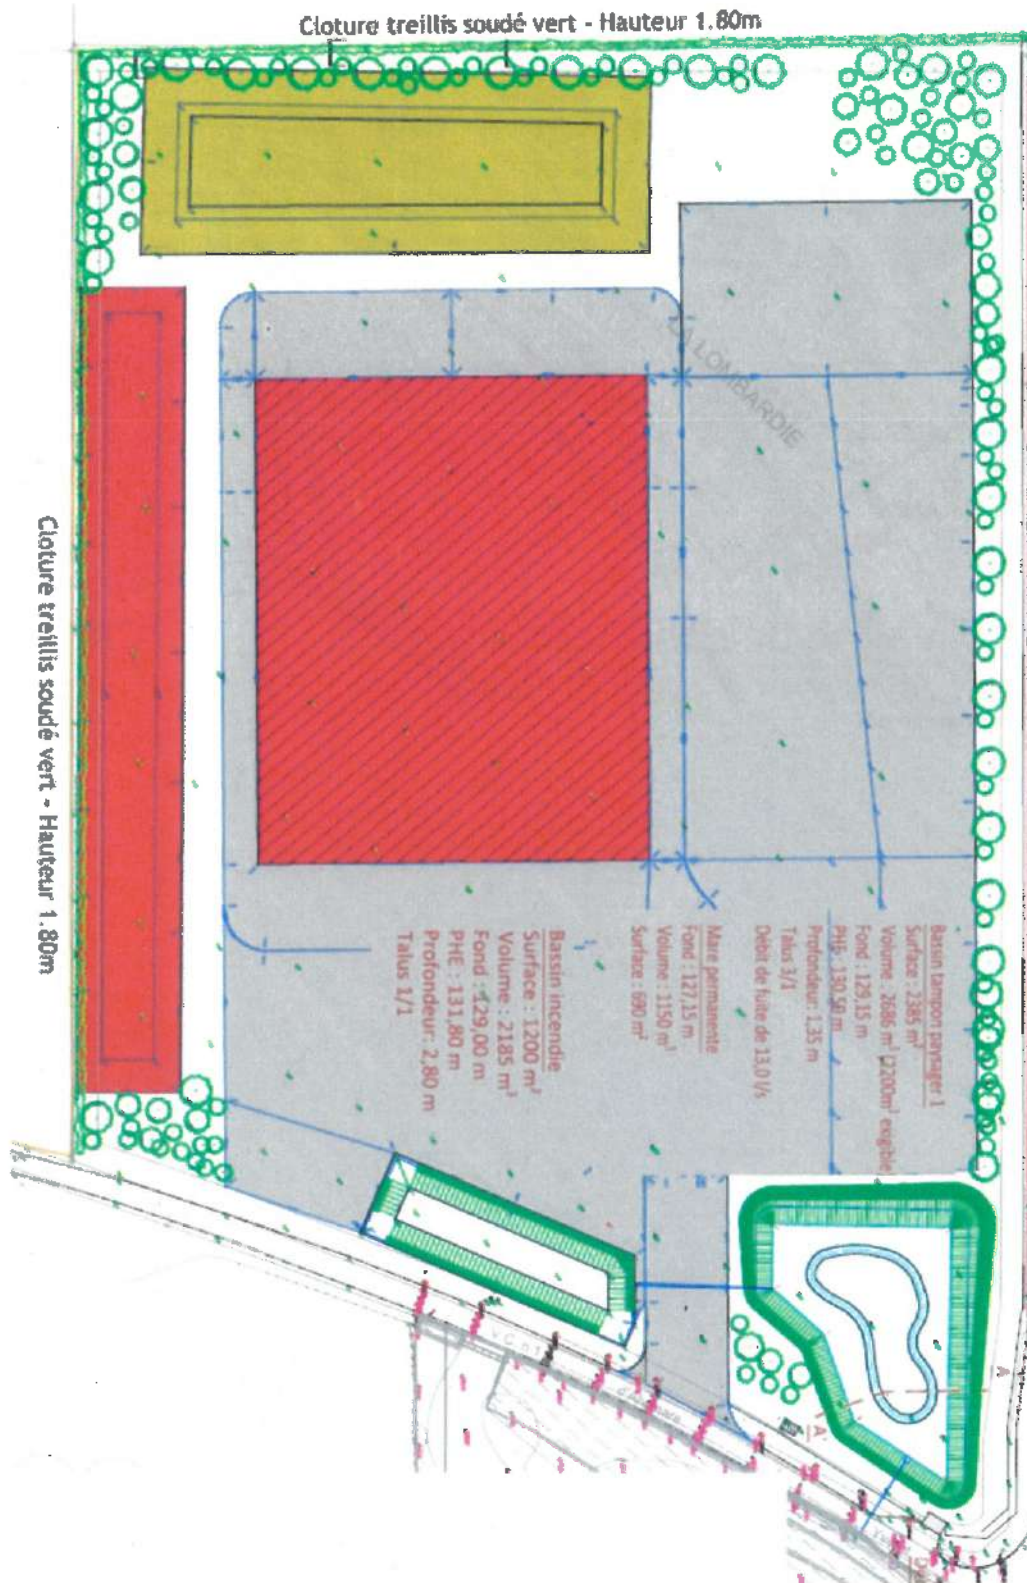 Cloture treillis soudé vert - Hauteur 1.80m
LA LOMBARDIE
Cloture treillis soudé vert - Hauteur 1.80m
Bassin tampon paysager 1
Surface : 2385 m²
Volume : 2686 m³ (2200m³ exigible)
Fond : 129,15 m
PHE : 130,50 m
Profondeur : 1.35 m
Talus 3/1
Débit de fuite de 13,0 l/s
Mare permanente
Fond : 127,15 m
Volume : 1150 m³
Surface : 690 m²
Bassin incendie
Surface : 1200 m²
Volume : 2185 m³
Fond : 129,00 m
PHE : 131,80 m
Profondeur: 2,80 m
Talus 1/1
A
A'